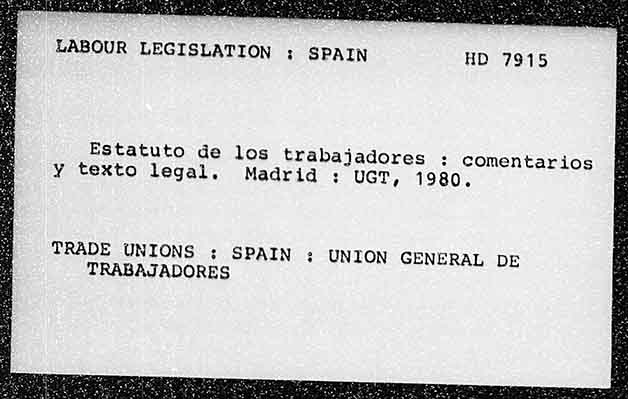 LABOUR LEGISLATION : SPAIN HD 7915
Estatuto de los trabajadores : comentarios
y texto legal. Madrid : UGT, 1980.
TRADE UNIONS : SPAIN : UNION GENERAL DE
TRABAJADORES